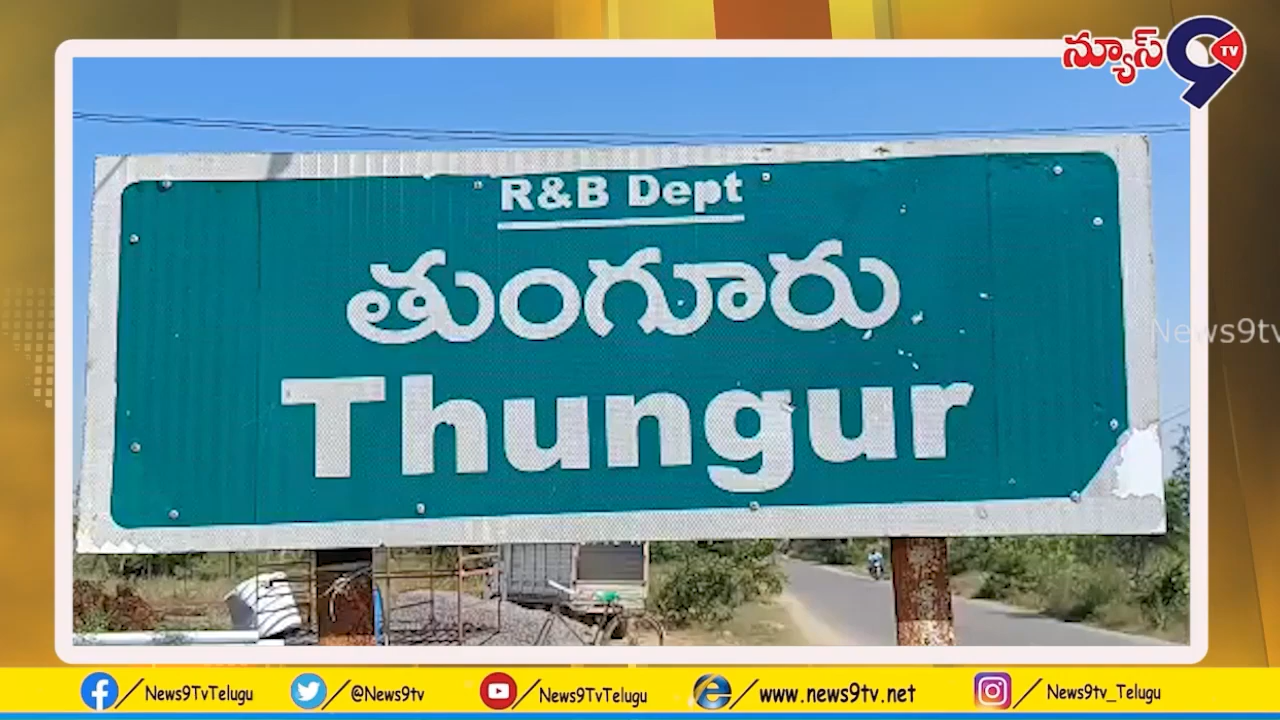 న్యూస్ 9 TV
R&B Dept
తుంగూరు
Thungur
News9tv
News9TvTelugu
@News9tv
News9TvTelugu
www.news9tv.net
News9tv_Telugu